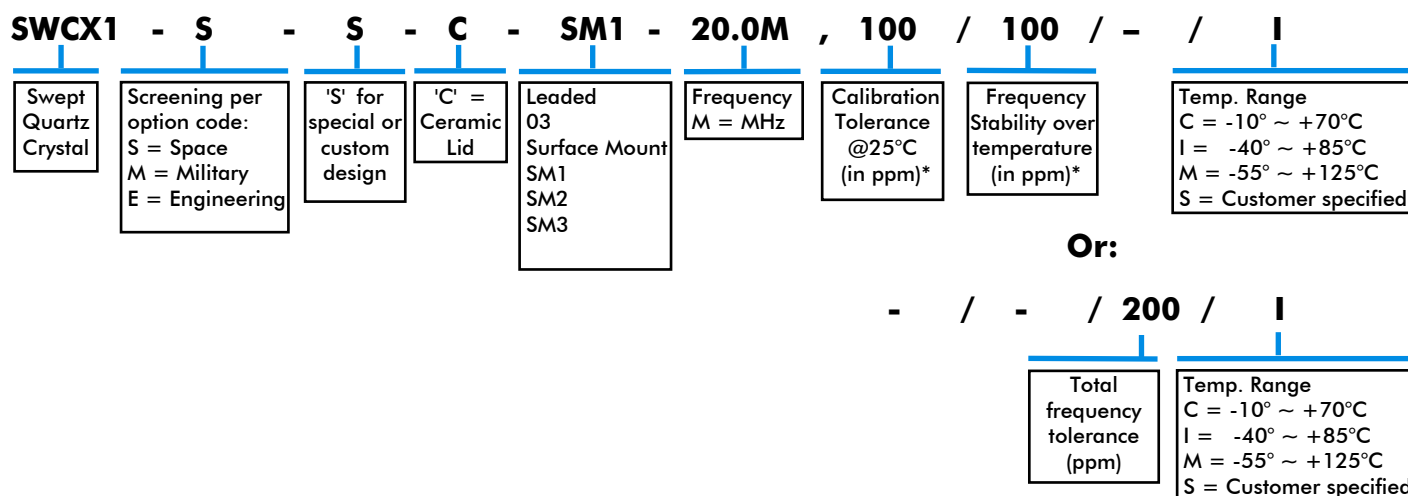 SWCX1 - S - S - C - SM1 - 20.0M , 100 / 100 / – / I
Swept
Quartz
Crystal
Screening per
option code:
S = Space
M = Military
E = Engineering
'S' for
special or
custom
design
'C' =
Ceramic
Lid
Leaded
03
Surface Mount
SM1
SM2
SM3
Frequency
M = MHz
Calibration
Tolerance
@25°C
(in ppm)*
Frequency
Stability over
temperature
(in ppm)*
Temp. Range
C = -10° ~ +70°C
I = -40° ~ +85°C
M = -55° ~ +125°C
S = Customer specified
Or:
- / - / 200 / I
Total
frequency
tolerance
(ppm)
Temp. Range
C = -10° ~ +70°C
I = -40° ~ +85°C
M = -55° ~ +125°C
S = Customer specified